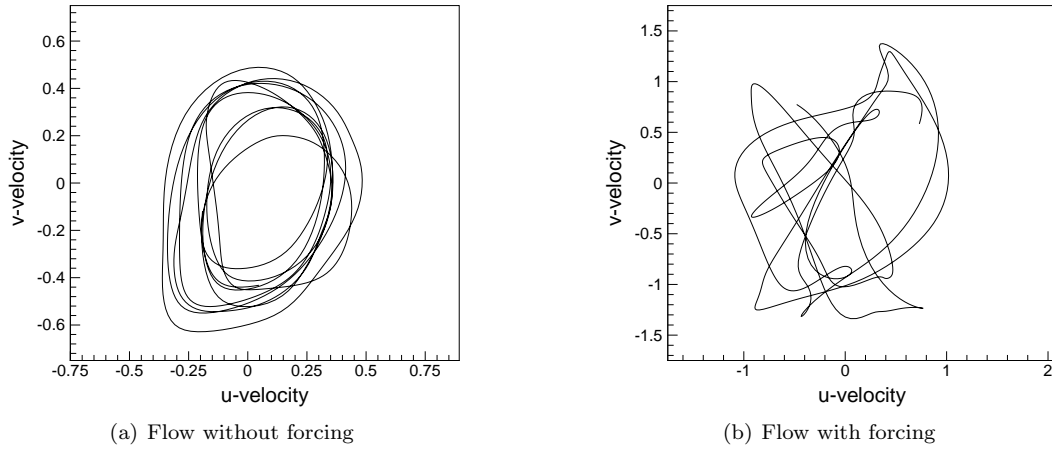 0.6
0.4
0.2
0
-0.2
-0.4
-0.6
v-velocity
-0.75 -0.5 -0.25 0 0.25 0.5 0.75
u-velocity
(a) Flow without forcing
1.5
1
0.5
0
-0.5
-1
-1.5
v-velocity
-1 0 1 2
u-velocity
(b) Flow with forcing